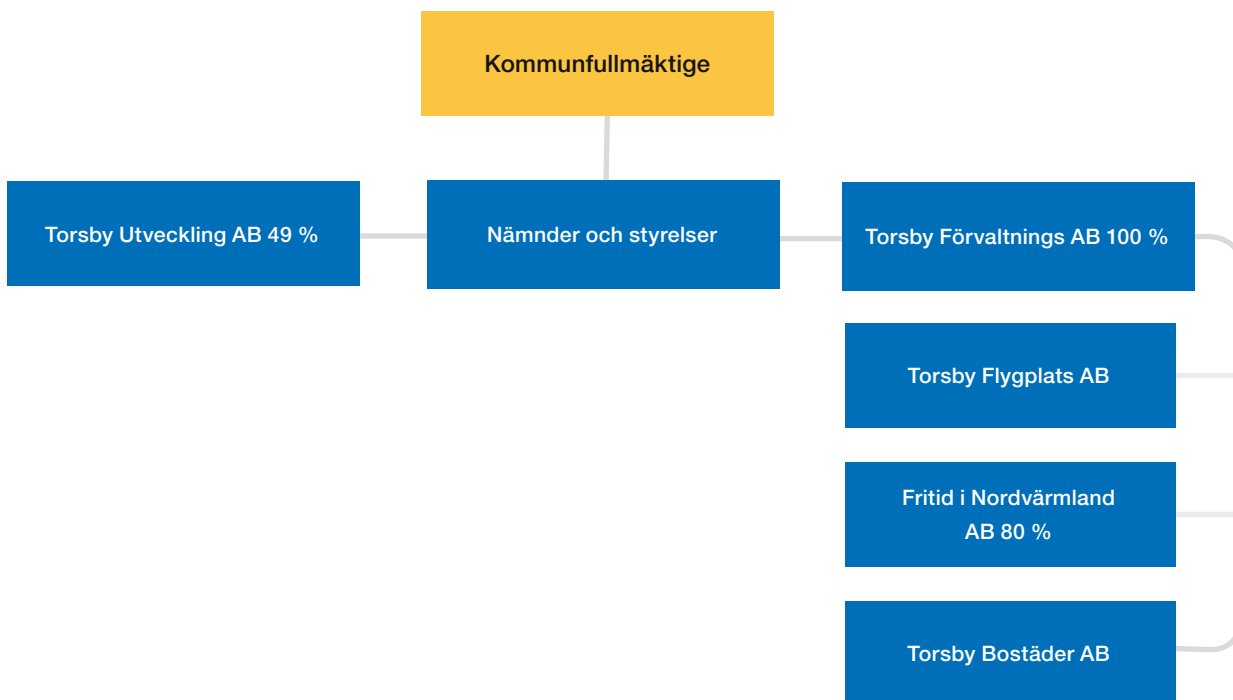 Kommunfullmäktige
Torsby Utveckling AB 49 %
Nämnder och styrelser
Torsby Förvaltnings AB 100 %
Torsby Flygplats AB
Fritid i Nordvärmland
AB 80 %
Torsby Bostäder AB